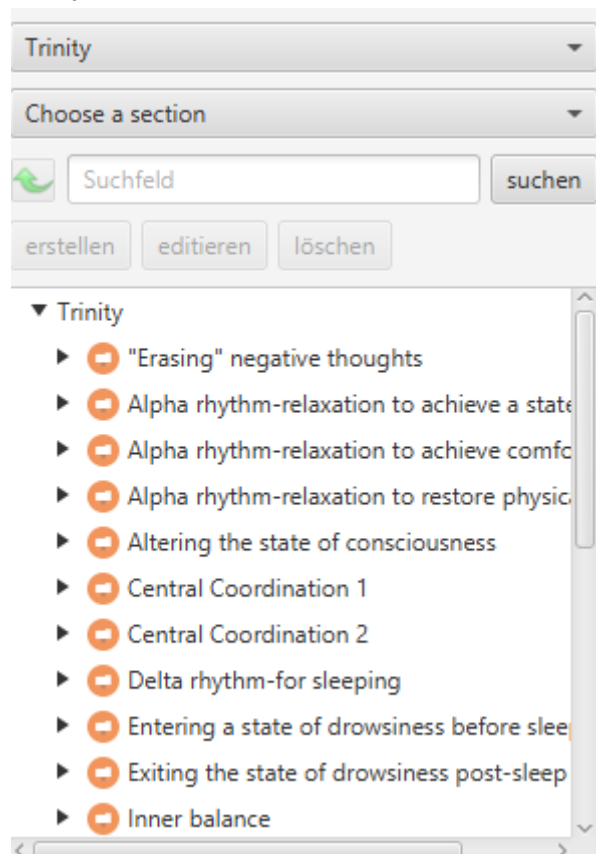 Trinity
Choose a section
Suchfeld suchen
erstellen editieren löschen
Trinity
"Erasing" negative thoughts
Alpha rhythm-relaxation to achieve a state
Alpha rhythm-relaxation to achieve comfo
Alpha rhythm-relaxation to restore physica
Altering the state of consciousness
Central Coordination 1
Central Coordination 2
Delta rhythm-for sleeping
Entering a state of drowsiness before sleep
Exiting the state of drowsiness post-sleep
Inner balance